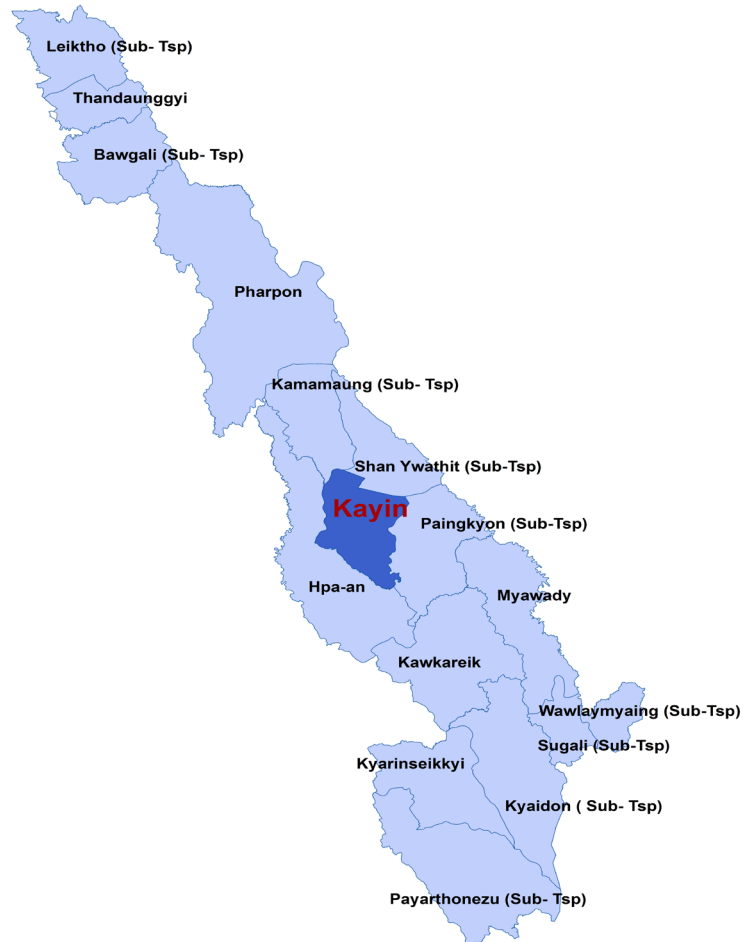 Leiktho (Sub- Tsp)
Thandaunggyi
Bawgali (Sub- Tsp)
Pharpon
Kamamaung (Sub- Tsp)
Shan Ywathit (Sub-Tsp)
Kayin
Paingkyon (Sub-Tsp)
Hpa-an
Myawady
Kawkareik
Wawlaymyaing (Sub-Tsp)
Sugali (Sub-Tsp)
Kyarinseikkyi
Kyaidon ( Sub- Tsp)
Payarthonezu (Sub- Tsp)